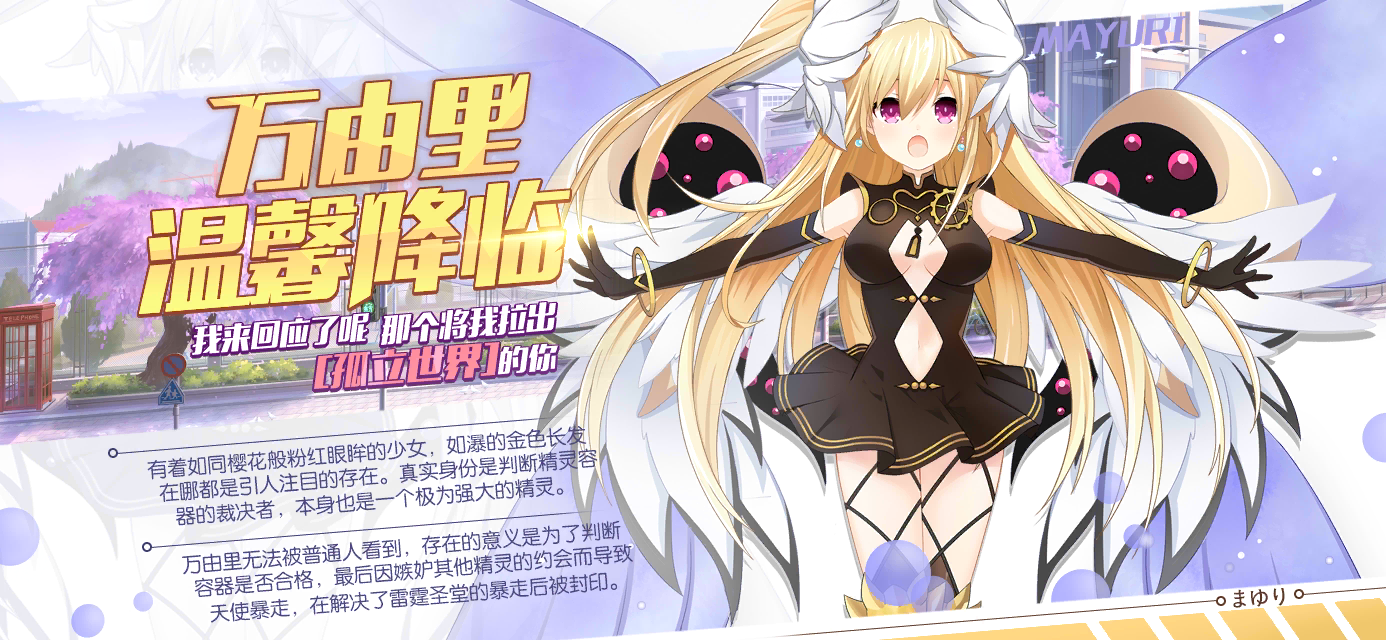 MAYURI
万由里
温馨降临
我来回应了呢 那个将我拉出
[孤立世界]的你
TELEPHONE
有着如同樱花般粉红眼眸的少女，如瀑的金色长发
在哪都是引人注目的存在。真实身份是判断精灵容
器的裁决者，本身也是一个极为强大的精灵。
万由里无法被普通人看到，存在的意义是为了判断
容器是否合格，最后因嫉妒其他精灵的约会而导致
天使暴走，在解决了雷霆圣堂的暴走后被封印。
まゆり